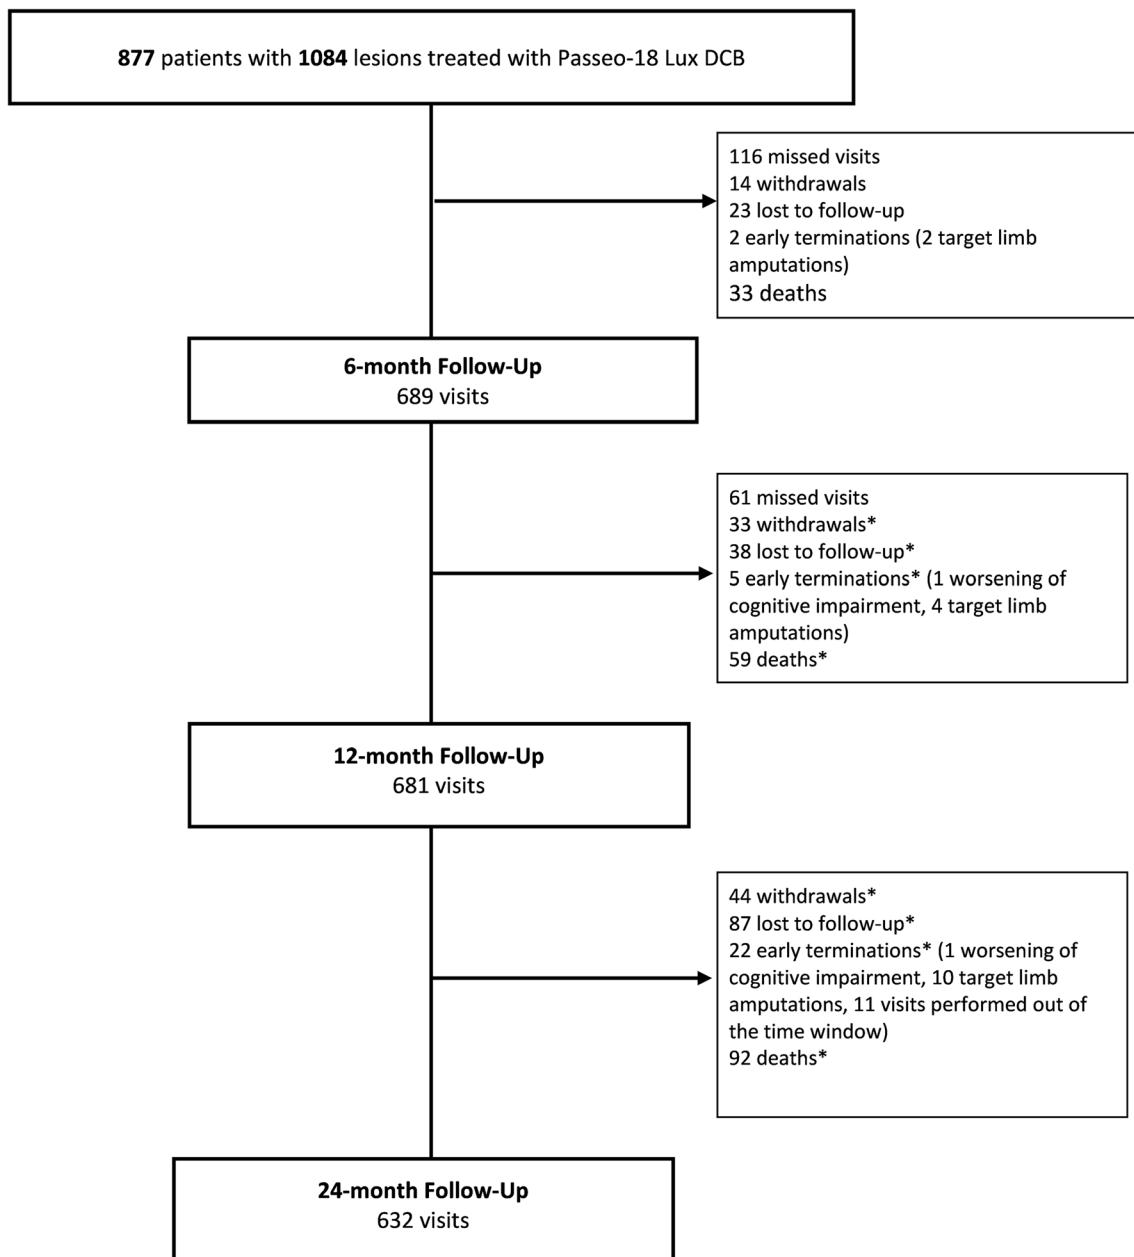 877 patients with 1084 lesions treated with Passeo-18 Lux DCB
116 missed visits
14 withdrawals
23 lost to follow-up
2 early terminations (2 target limb
amputations)
33 deaths
6-month Follow-Up
689 visits
61 missed visits
33 withdrawals*
38 lost to follow-up*
5 early terminations* (1 worsening of
cognitive impairment, 4 target limb
amputations)
59 deaths*
12-month Follow-Up
681 visits
44 withdrawals*
87 lost to follow-up*
22 early terminations* (1 worsening of
cognitive impairment, 10 target limb
amputations, 11 visits performed out of
the time window)
92 deaths*
24-month Follow-Up
632 visits